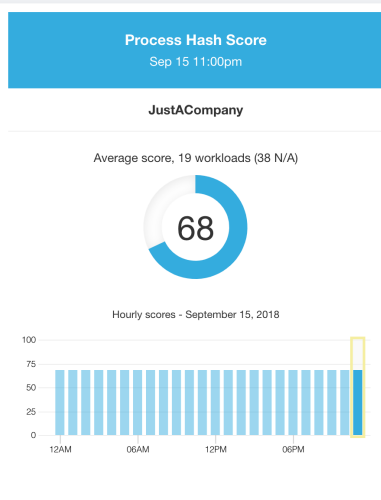 Process Hash Score
Sep 15 11:00pm
JustACompany
Average score, 19 workloads (38 N/A)
68
Hourly scores - September 15, 2018
100
75
50
25
0
12AM 06AM 12PM 06PM